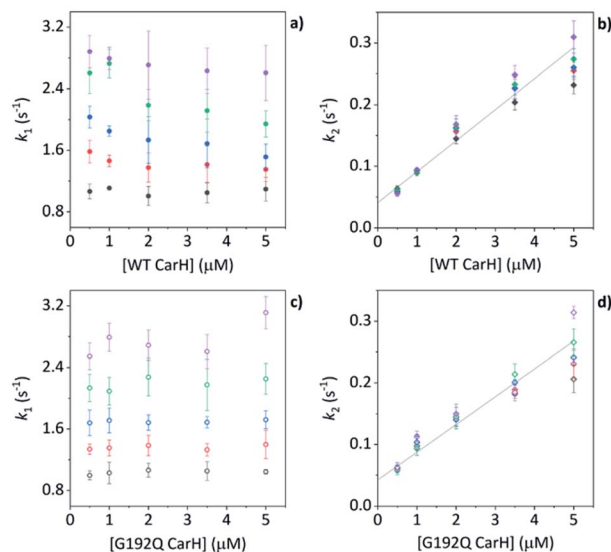 a)
k1 (s-1)
3.2
2.4
1.6
0.8
0 1 2 3 4 5
[WT CarH] (μM)
b)
k2 (s-1)
0.3
0.2
0.1
0.0
0 1 2 3 4 5
[WT CarH] (μM)
c)
k1 (s-1)
3.2
2.4
1.6
0.8
0 1 2 3 4 5
[G192Q CarH] (μM)
d)
k2 (s-1)
0.3
0.2
0.1
0.0
0 1 2 3 4 5
[G192Q CarH] (μM)